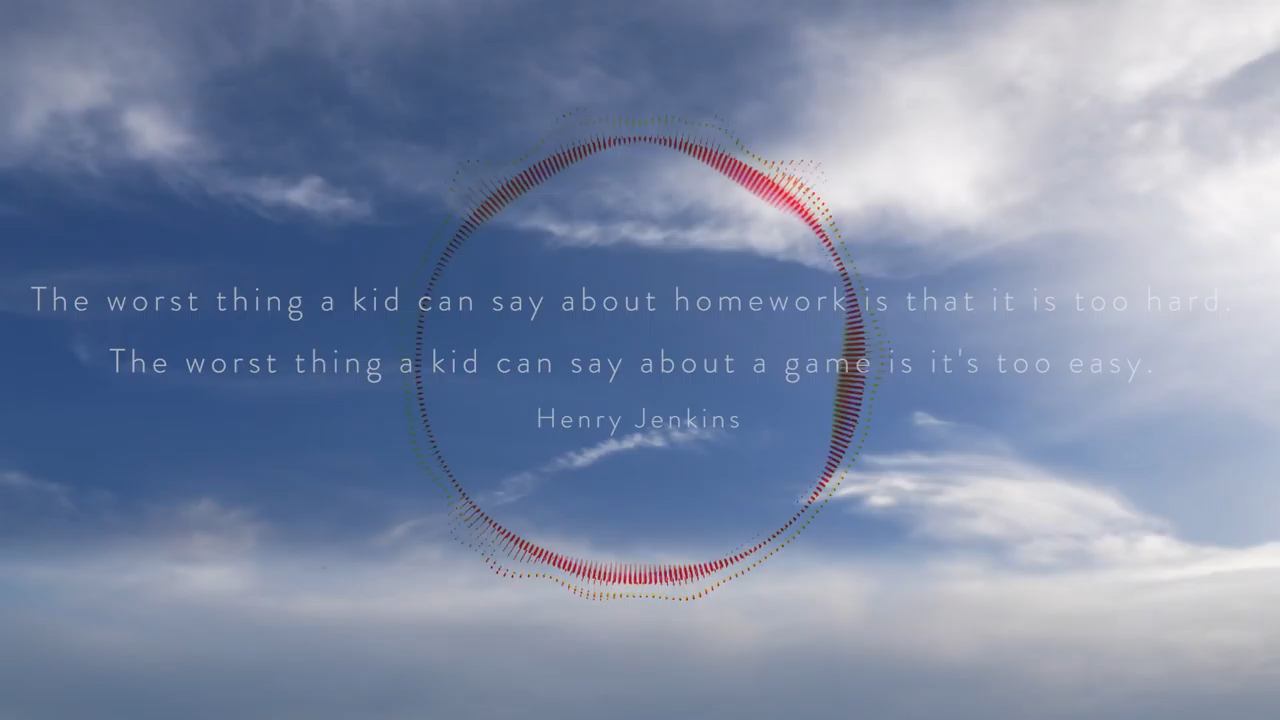 The worst thing a kid can say about homework is that it is too hard.
The worst thing a kid can say about a game is it's too easy.
Henry Jenkins